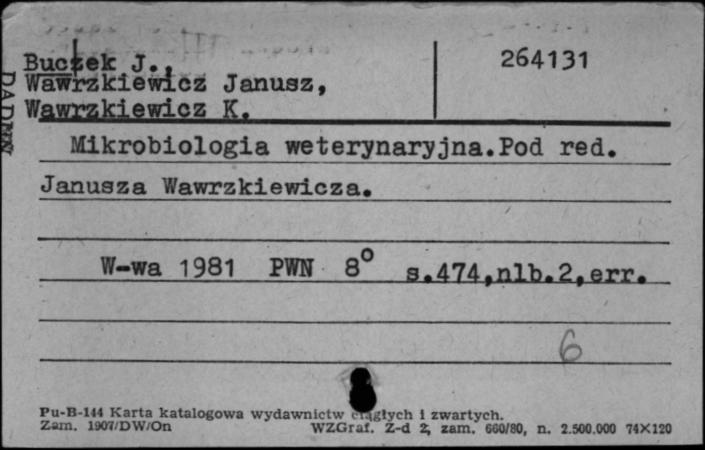 Buczek J.,
264131
Wawrzkiewicz Janusz,
Wawrzkiewicz K.
Mikrobiologia weterynaryjna.Pod red.
Janusza Wawrzkiewicza.
W-wa 1981 PWN 8° s.474,nlb.2,err.
6
Pu-B-144 Karta katalogowa wydawnictw ciągłych i zwartych.
Zam. 1907/DW/On WZGraf. Z-d 2, zam. 660/80, n. 2.500.000 74X120